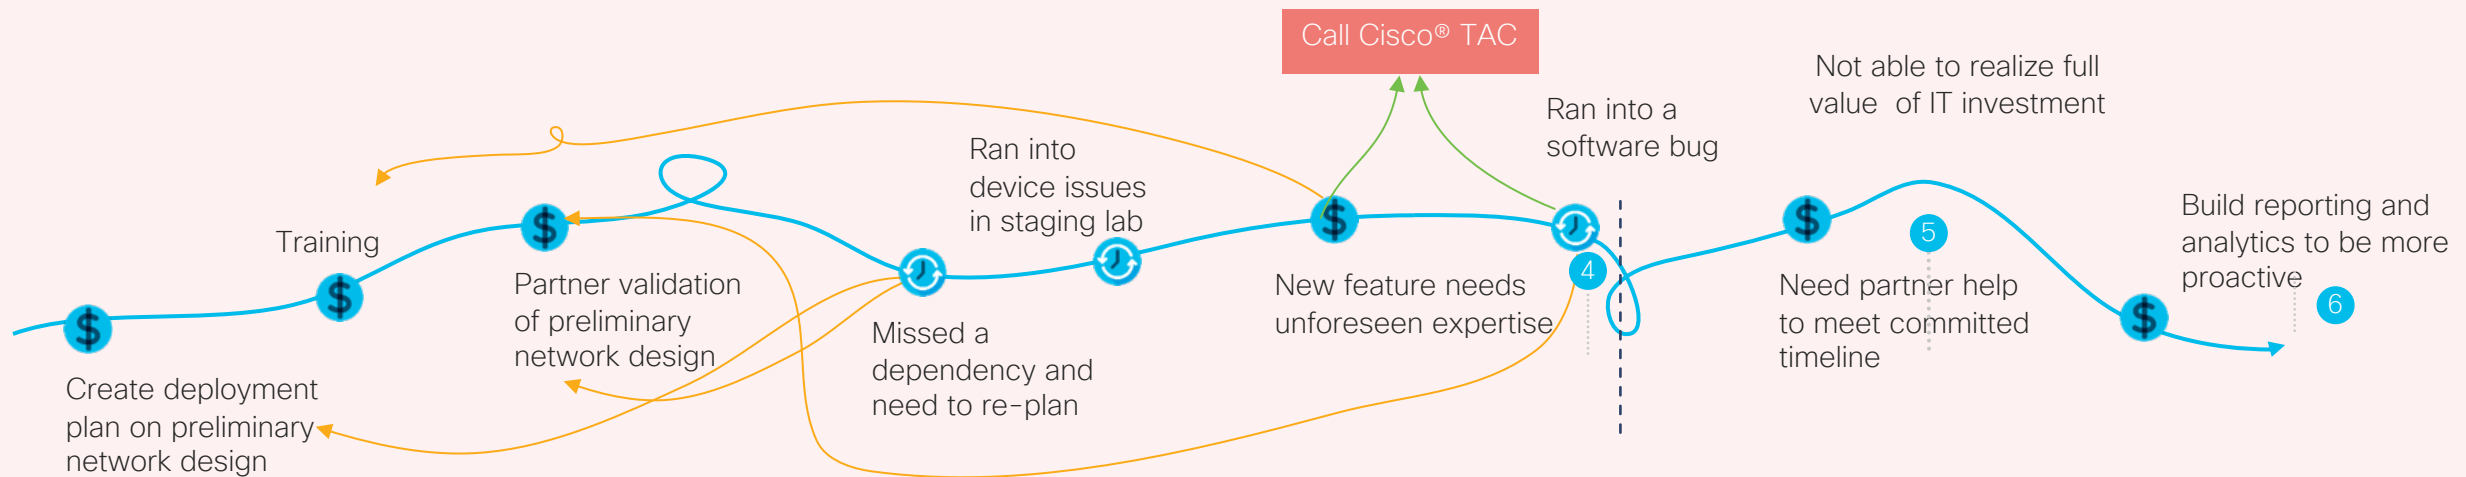 Call Cisco® TAC
Not able to realize full
value of IT investment
Ran into a
software bug
Ran into
device issues
in staging lab
Training
$
$
$
$
$
$
Partner validation
of preliminary
network design
Missed a
dependency and
need to re-plan
New feature needs
unforeseen expertise
4
5
Need partner help
to meet committed
timeline
Build reporting and
analytics to be more
proactive
6
Create deployment
plan on preliminary
network design